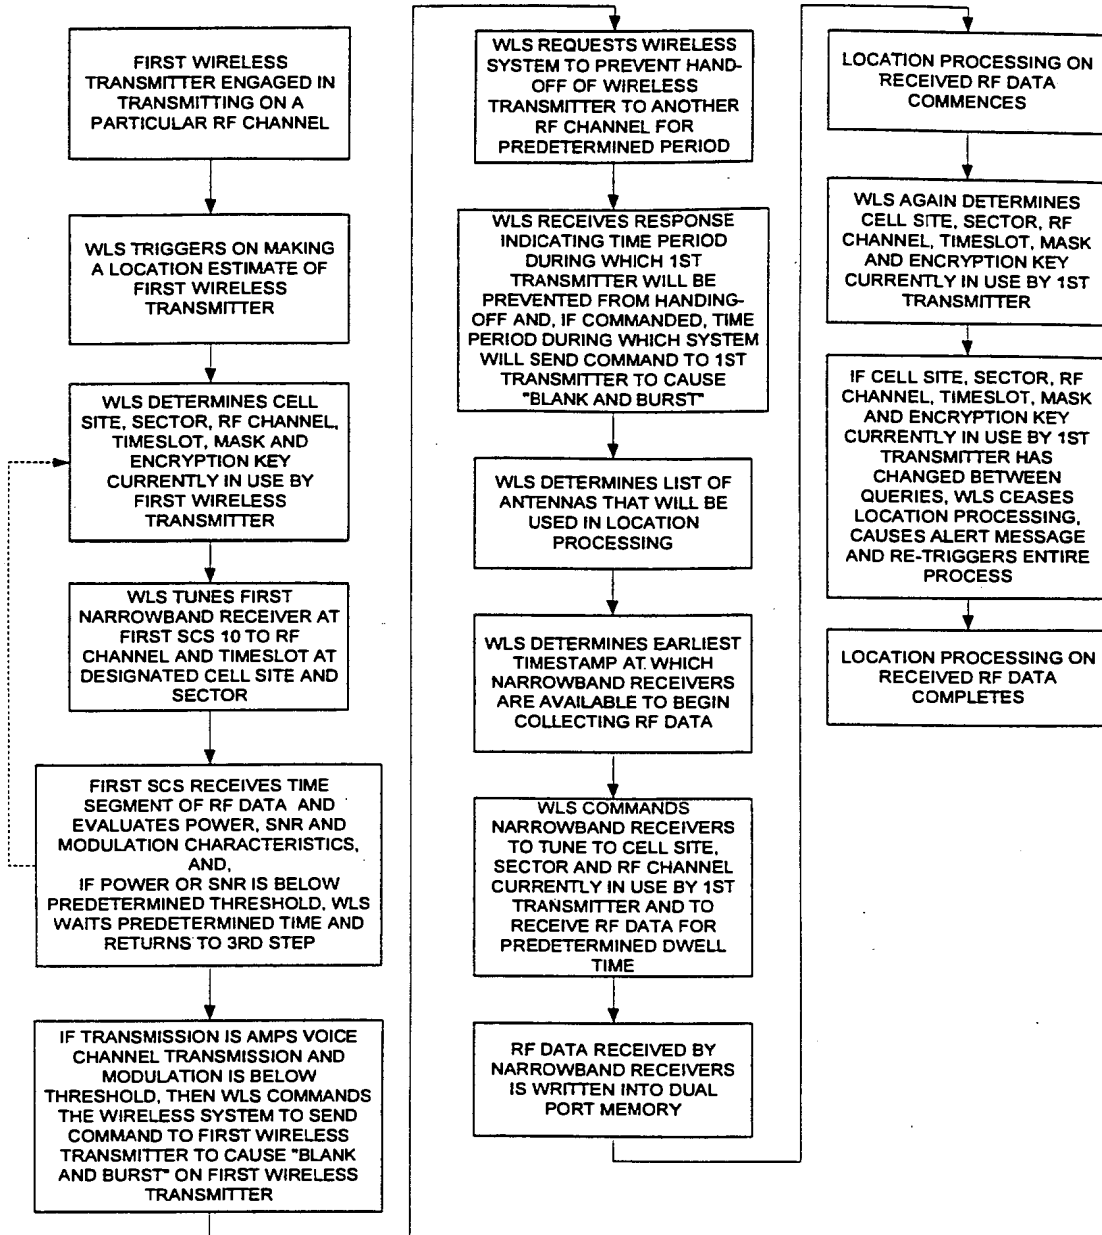 FIRST WIRELESS
TRANSMITTER ENGAGED IN
TRANSMITTING ON A
PARTICULAR RF CHANNEL
WLS TRIGGERS ON MAKING
A LOCATION ESTIMATE OF
FIRST WIRELESS
TRANSMITTER
WLS DETERMINES CELL
SITE, SECTOR, RF CHANNEL,
TIMESLOT, MASK AND
ENCRYPTION KEY
CURRENTLY IN USE BY
FIRST WIRELESS
TRANSMITTER
WLS TUNES FIRST
NARROWBAND RECEIVER AT
FIRST SCS 10 TO RF
CHANNEL AND TIMESLOT AT
DESIGNATED CELL SITE AND
SECTOR
FIRST SCS RECEIVES TIME
SEGMENT OF RF DATA AND
EVALUATES POWER, SNR AND
MODULATION CHARACTERISTICS,
AND,
IF POWER OR SNR IS BELOW
PREDETERMINED THRESHOLD, WLS
WAITS PREDETERMINED TIME AND
RETURNS TO 3RD STEP
IF TRANSMISSION IS AMPS VOICE
CHANNEL TRANSMISSION AND
MODULATION IS BELOW
THRESHOLD, THEN WLS COMMANDS
THE WIRELESS SYSTEM TO SEND
COMMAND TO FIRST WIRELESS
TRANSMITTER TO CAUSE "BLANK
AND BURST" ON FIRST WIRELESS
TRANSMITTER
WLS REQUESTS WIRELESS
SYSTEM TO PREVENT HAND-
OFF OF WIRELESS
TRANSMITTER TO ANOTHER
RF CHANNEL FOR
PREDETERMINED PERIOD
WLS RECEIVES RESPONSE
INDICATING TIME PERIOD
DURING WHICH 1ST
TRANSMITTER WILL BE
PREVENTED FROM HANDING-
OFF AND, IF COMMANDED, TIME
PERIOD DURING WHICH SYSTEM
WILL SEND COMMAND TO 1ST
TRANSMITTER TO CAUSE
"BLANK AND BURST"
WLS DETERMINES LIST OF
ANTENNAS THAT WILL BE
USED IN LOCATION
PROCESSING
WLS DETERMINES EARLIEST
TIMESTAMP AT WHICH
NARROWBAND RECEIVERS
ARE AVAILABLE TO BEGIN
COLLECTING RF DATA
WLS COMMANDS
NARROWBAND RECEIVERS
TO TUNE TO CELL SITE,
SECTOR AND RF CHANNEL
CURRENTLY IN USE BY 1ST
TRANSMITTER AND TO
RECEIVE RF DATA FOR
PREDETERMINED DWELL
TIME
RF DATA RECEIVED BY
NARROWBAND RECEIVERS
IS WRITTEN INTO DUAL
PORT MEMORY
LOCATION PROCESSING ON
RECEIVED RF DATA
COMMENCES
WLS AGAIN DETERMINES
CELL SITE, SECTOR, RF
CHANNEL, TIMESLOT, MASK
AND ENCRYPTION KEY
CURRENTLY IN USE BY 1ST
TRANSMITTER
IF CELL SITE, SECTOR, RF
CHANNEL, TIMESLOT, MASK
AND ENCRYPTION KEY
CURRENTLY IN USE BY 1ST
TRANSMITTER HAS
CHANGED BETWEEN
QUERIES, WLS CEASES
LOCATION PROCESSING,
CAUSES ALERT MESSAGE
AND RE-TRIGGERS ENTIRE
PROCESS
LOCATION PROCESSING ON
RECEIVED RF DATA
COMPLETES